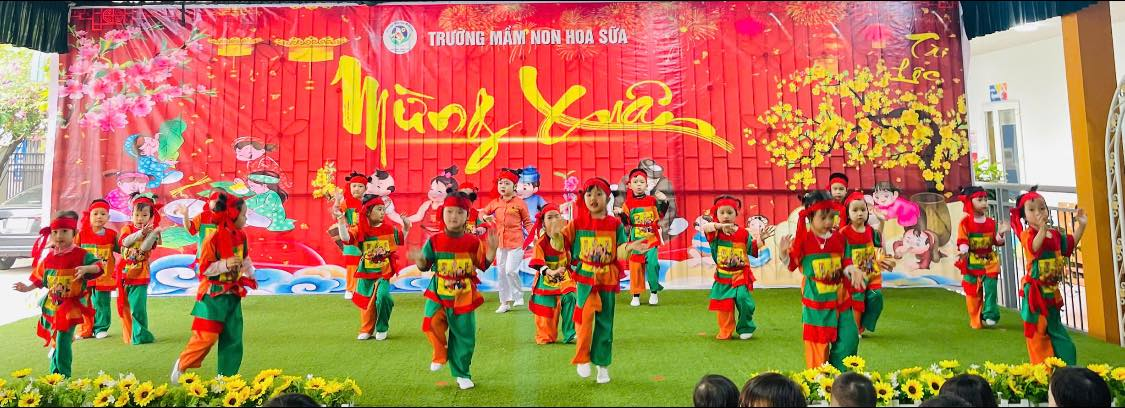 TRƯỜNG MẦM NON HOA SỮA
Mừng Xuân
Tài
Lộc